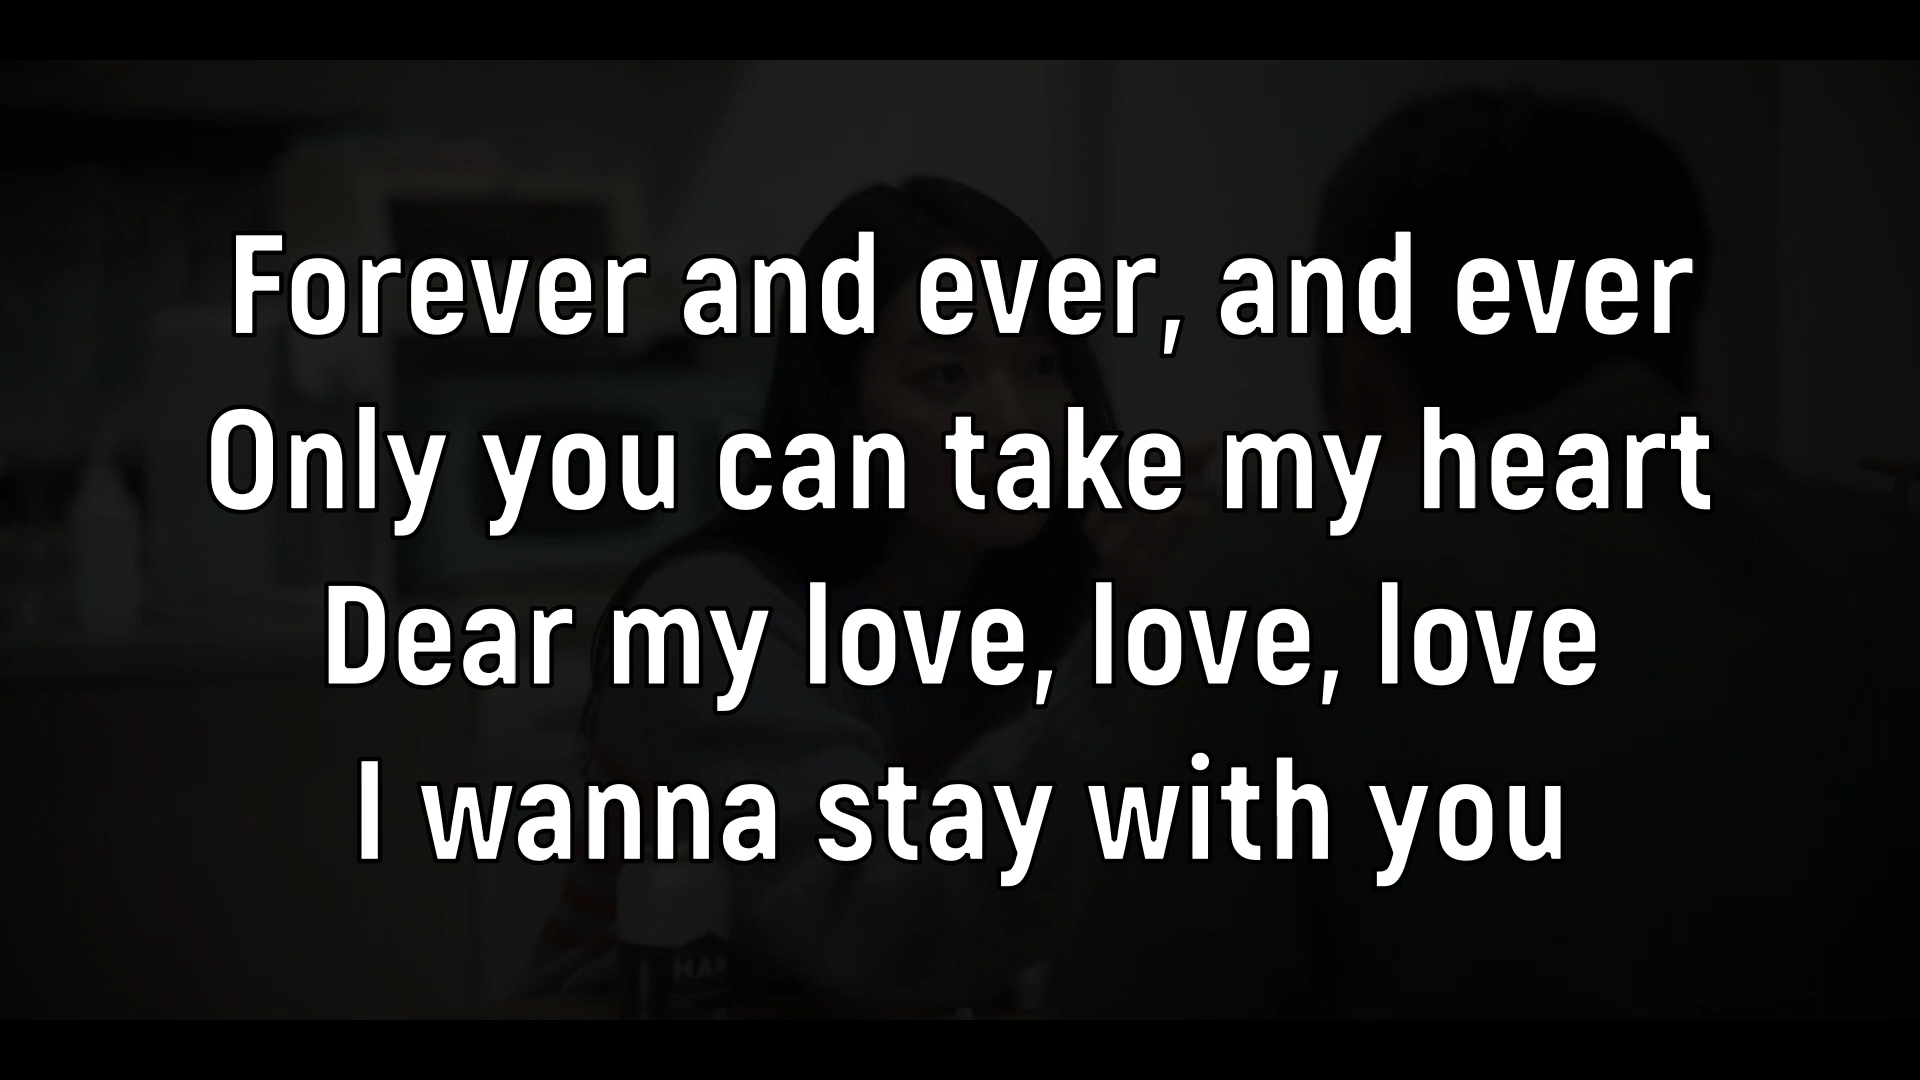 Forever and ever, and ever
Only you can take my heart
Dear my love, love, love
I wanna stay with you